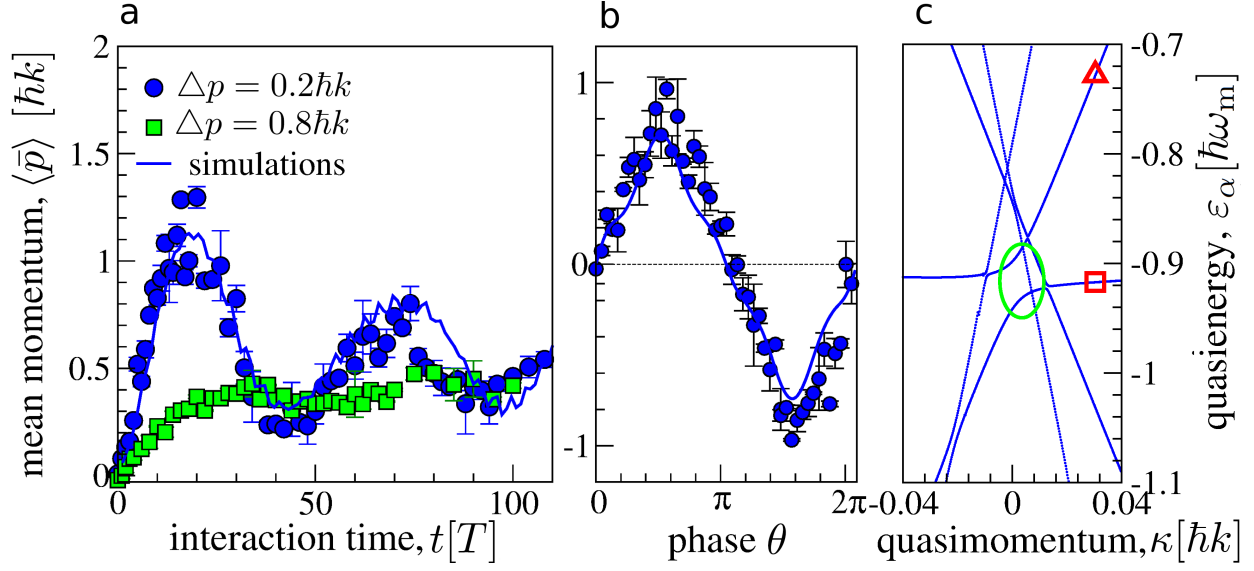 a
mean momentum, ⟨p̄⟩ [ħk]
2
1.5
1
0.5
0
△p = 0.2ħk
△p = 0.8ħk
simulations
0
50
100
interaction time, t[T]
b
1
0
-1
0
π
2π
phase θ
c
-0.7
-0.8
-0.9
-1
-1.1
quasienergy, εα[ħωm]
-0.04
0
0.04
quasimomentum, κ[ħk]